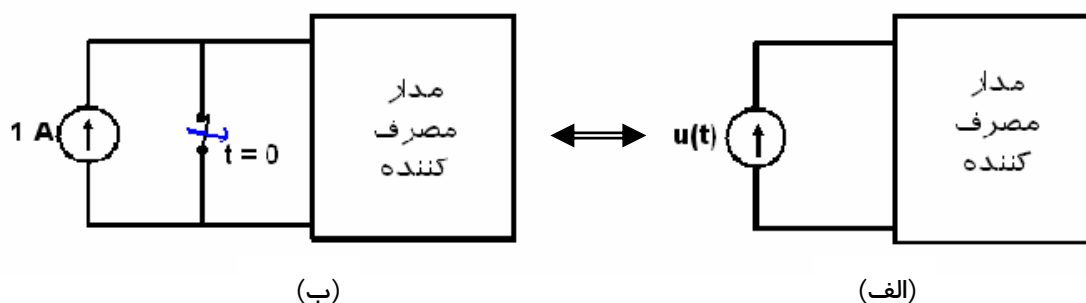 مدار
مصرف
کننده
1 A
t = 0
(ب)
مدار
مصرف
کننده
u(t)
(الف)